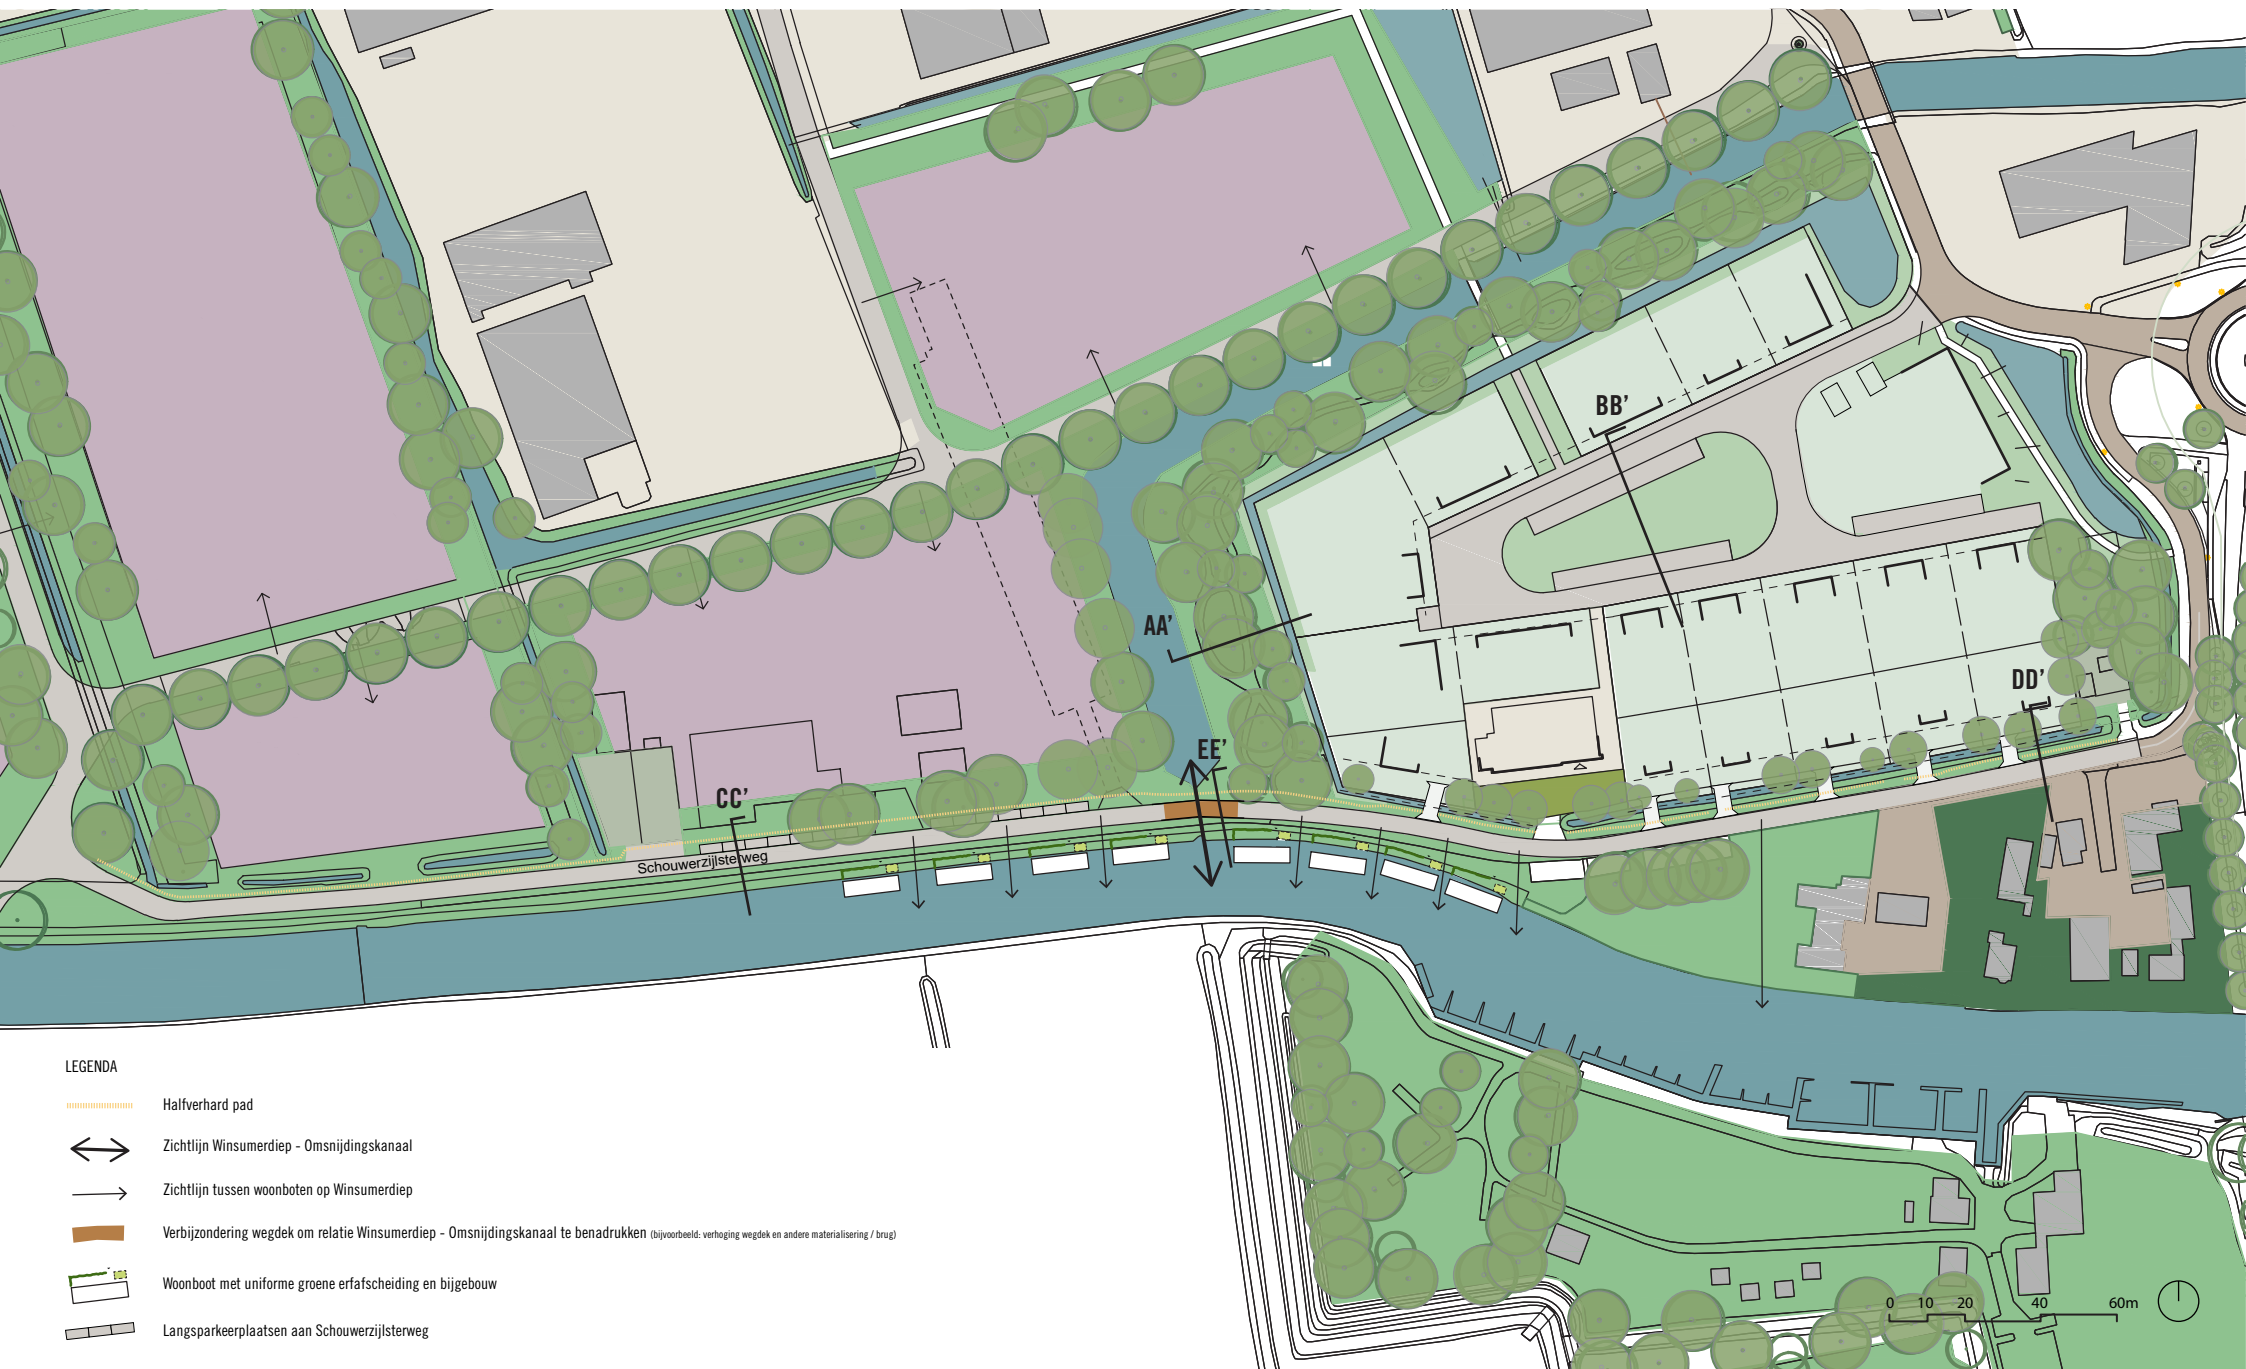 BB'
AA'
DD'
EE'
CC'
Schouwerzijlsterweg
LEGENDA
Halfverhard pad
Zichtlijn Winsumerdiep - Omsnijdingskanaal
Zichtlijn tussen woonboten op Winsumerdiep
Verbijzondering wegdek om relatie Winsumerdiep - Omsnijdingskanaal te benadrukken (bijvoorbeeld: verhoging wegdek en andere materialisering / brug)
Woonboot met uniforme groene erfafscheiding en bijgebouw
Langsparkeerplaatsen aan Schouwerzijlsterweg
0 10 20 40 60m